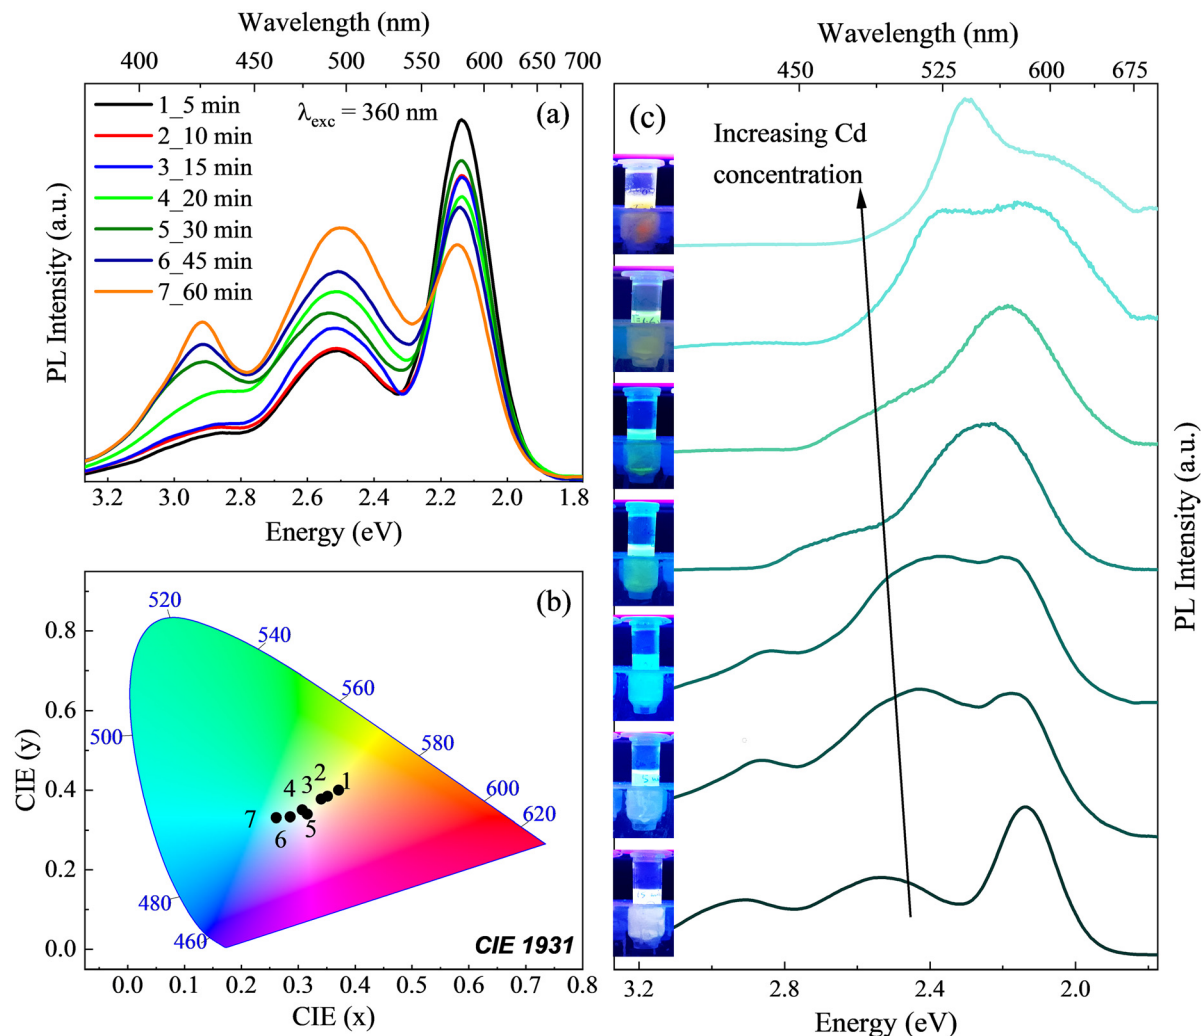 Wavelength (nm)
400 450 500 550 600 650 700
1_5 min
2_10 min
3_15 min
4_20 min
5_30 min
6_45 min
7_60 min
λexc = 360 nm
(a)
PL Intensity (a.u.)
3.2 3.0 2.8 2.6 2.4 2.2 2.0 1.8
Energy (eV)
(b)
520
540
560
580
600
620
500
480
460
1
2
3
4
5
6
7
CIE 1931
CIE (y)
0.8
0.6
0.4
0.2
0.0
0.0 0.1 0.2 0.3 0.4 0.5 0.6 0.7 0.8
CIE (x)
Wavelength (nm)
450 525 600 675
(c)
Increasing Cd
concentration
PL Intensity (a.u.)
3.2 2.8 2.4 2.0
Energy (eV)